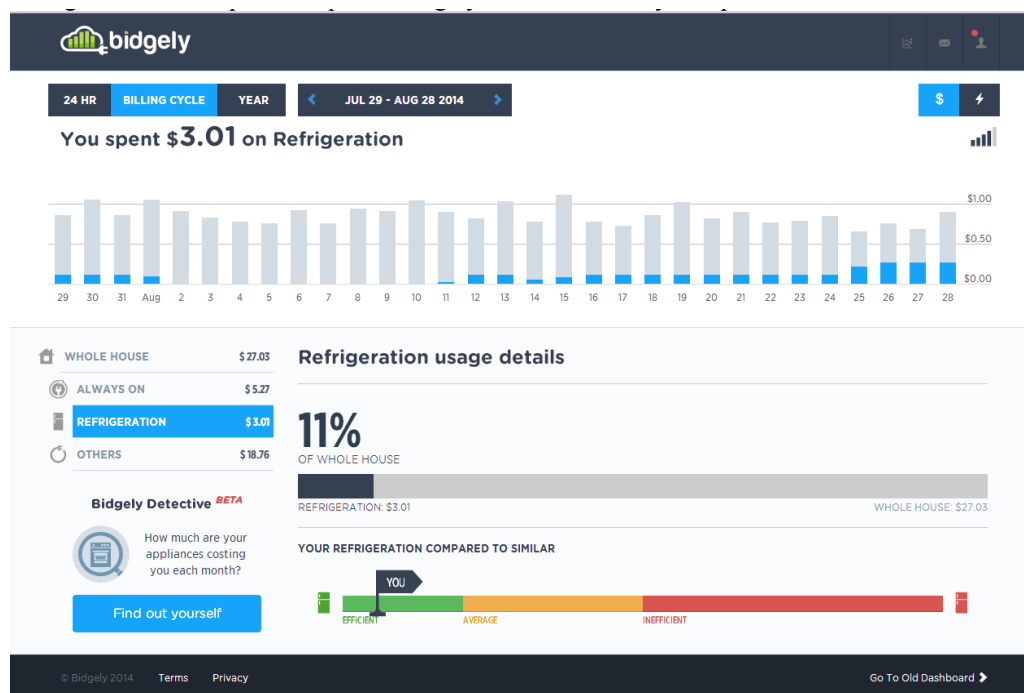 bidgely
24 HR BILLING CYCLE YEAR JUL 29 - AUG 28 2014 $
You spent $3.01 on Refrigeration
$1.00
$0.50
$0.00
29 30 31 Aug 2 3 4 5 6 7 8 9 10 11 12 13 14 15 16 17 18 19 20 21 22 23 24 25 26 27 28
WHOLE HOUSE $27.03
ALWAYS ON $5.27
REFRIGERATION $3.01
OTHERS $18.76
Bidgely Detective BETA
How much are your
appliances costing
you each month?
Find out yourself
Refrigeration usage details
11%
OF WHOLE HOUSE
REFRIGERATION: $3.01 WHOLE HOUSE: $27.03
YOUR REFRIGERATION COMPARED TO SIMILAR
YOU
EFFICIENT AVERAGE INEFFICIENT
© Bidgely 2014 Terms Privacy Go To Old Dashboard